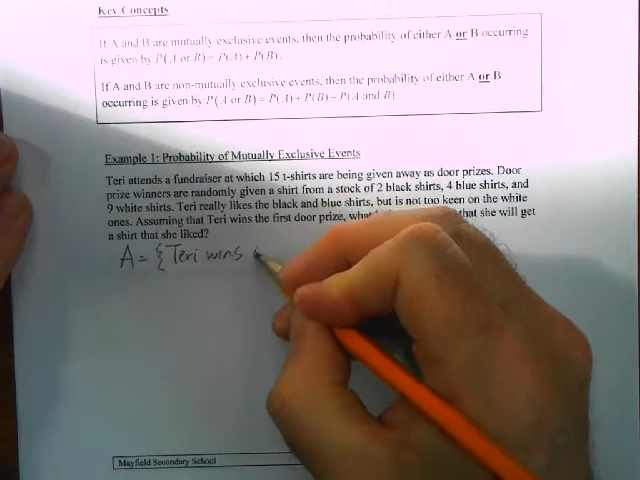 Key Concepts
If A and B are mutually exclusive events, then the probability of either A or B occurring
is given by P(A or B) = P(A) + P(B).
If A and B are non-mutually exclusive events, then the probability of either A or B
occurring is given by P(A or B) = P(A) + P(B) − P(A and B)
Example 1: Probability of Mutually Exclusive Events
Teri attends a fundraiser at which 15 t-shirts are being given away as door prizes. Door
prize winners are randomly given a shirt from a stock of 2 black shirts, 4 blue shirts, and
9 white shirts. Teri really likes the black and blue shirts, but is not too keen on the white
ones. Assuming that Teri wins the first door prize, that she will get
a shirt that she liked?
A = { Teri wins
Mayfield Secondary School